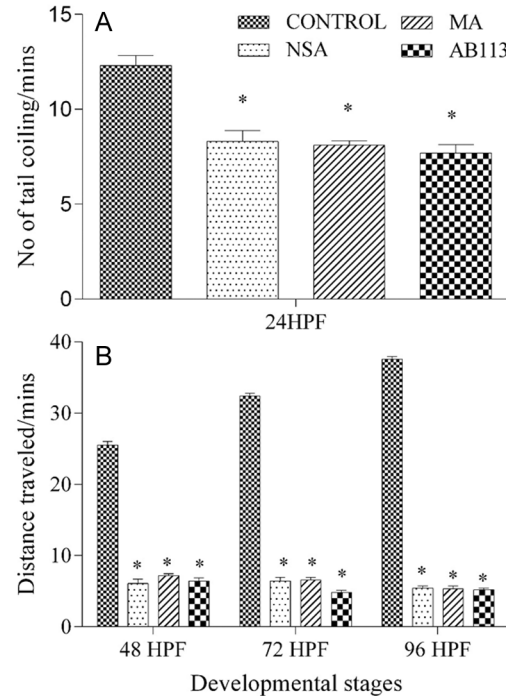 A
CONTROL
MA
NSA
AB113
15
10
5
0
No of tail coiling/mins
*
*
*
24HPF
B
40
30
20
10
0
Distance traveled/mins
* * *
* * *
* * *
48 HPF
72 HPF
96 HPF
Developmental stages